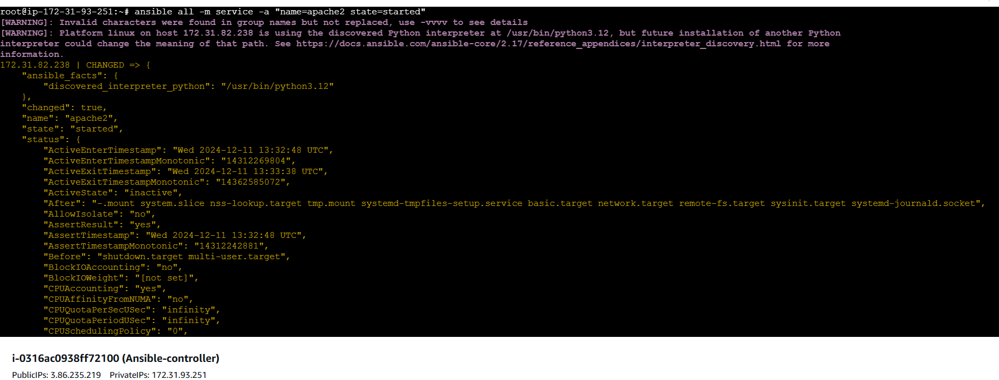 root@ip-172-31-93-251:~# ansible all -m service -a "name=apache2 state=started"
[WARNING]: Invalid characters were found in group names but not replaced, use -vvvv to see details
[WARNING]: Platform linux on host 172.31.82.238 is using the discovered Python interpreter at /usr/bin/python3.12, but future installation of another Python
interpreter could change the meaning of that path. See https://docs.ansible.com/ansible-core/2.17/reference_appendices/interpreter_discovery.html for more
information.
172.31.82.238 | CHANGED => {
    "ansible_facts": {
        "discovered_interpreter_python": "/usr/bin/python3.12"
    },
    "changed": true,
    "name": "apache2",
    "state": "started",
    "status": {
        "ActiveEnterTimestamp": "Wed 2024-12-11 13:32:48 UTC",
        "ActiveEnterTimestampMonotonic": "14312269804",
        "ActiveExitTimestamp": "Wed 2024-12-11 13:33:38 UTC",
        "ActiveExitTimestampMonotonic": "14362585072",
        "ActiveState": "inactive",
        "After": "-.mount system.slice nss-lookup.target tmp.mount systemd-tmpfiles-setup.service basic.target network.target remote-fs.target sysinit.target systemd-journald.socket",
        "AllowIsolate": "no",
        "AssertResult": "yes",
        "AssertTimestamp": "Wed 2024-12-11 13:32:48 UTC",
        "AssertTimestampMonotonic": "14312242881",
        "Before": "shutdown.target multi-user.target",
        "BlockIOAccounting": "no",
        "BlockIOWeight": "[not set]",
        "CPUAccounting": "yes",
        "CPUAffinityFromNUMA": "no",
        "CPUQuotaPerSecUSec": "infinity",
        "CPUQuotaPeriodUSec": "infinity",
        "CPUSchedulingPolicy": "0",
i-0316ac0938ff72100 (Ansible-controller)
PublicIPs: 3.86.235.219 PrivateIPs: 172.31.93.251